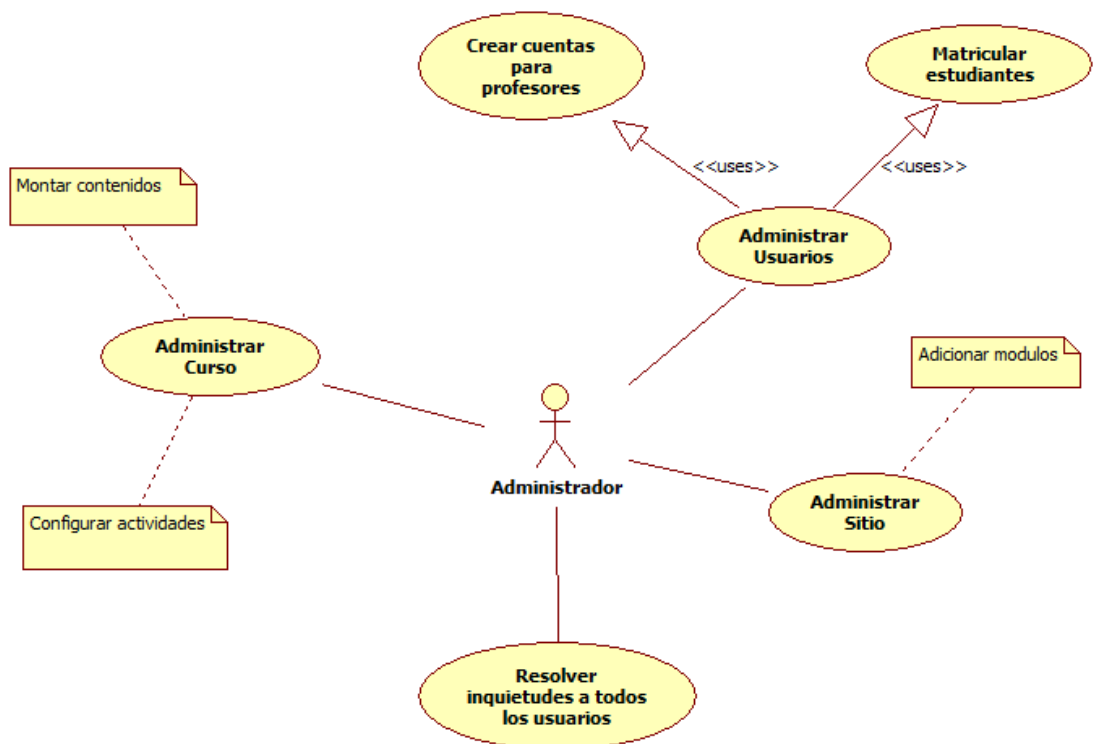 Crear cuentas
para
profesores
Matricular
estudiantes
<<uses>>
<<uses>>
Montar contenidos
Administrar
Usuarios
Administrar
Curso
Adicionar modulos
Administrador
Administrar
Sitio
Configurar actividades
Resolver
inquietudes a todos
los usuarios